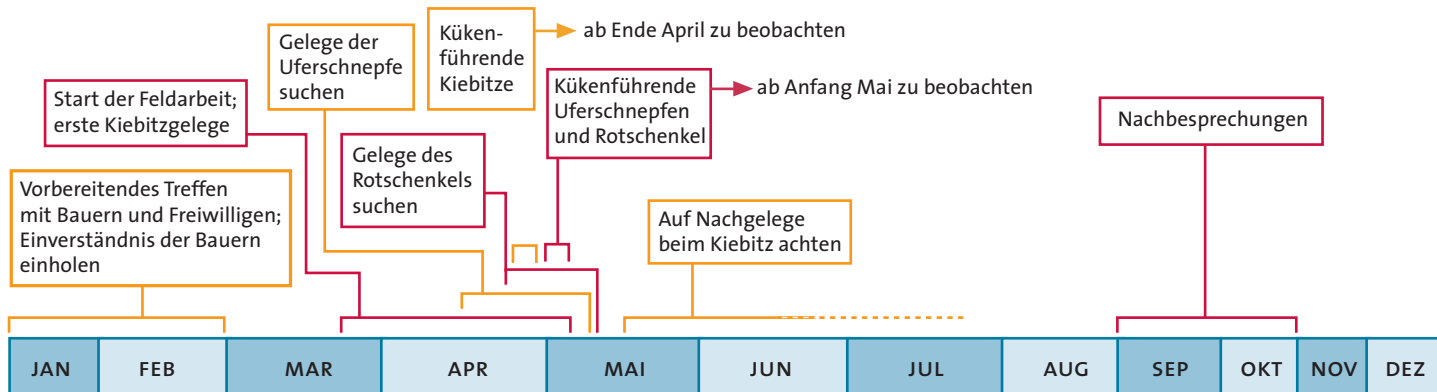 Küken-
führende
Kiebitze
ab Ende April zu beobachten
Gelege der
Uferschnepfe
suchen
Kükenführende
Uferschnepfen
und Rotschenkel
ab Anfang Mai zu beobachten
Start der Feldarbeit;
erste Kiebitzgelege
Nachbesprechungen
Gelege des
Rotschenkels
suchen
Vorbereitendes Treffen
mit Bauern und Freiwilligen;
Einverständnis der Bauern
einholen
Auf Nachgelege
beim Kiebitz achten
JAN FEB MAR APR MAI JUN JUL AUG SEP OKT NOV DEZ